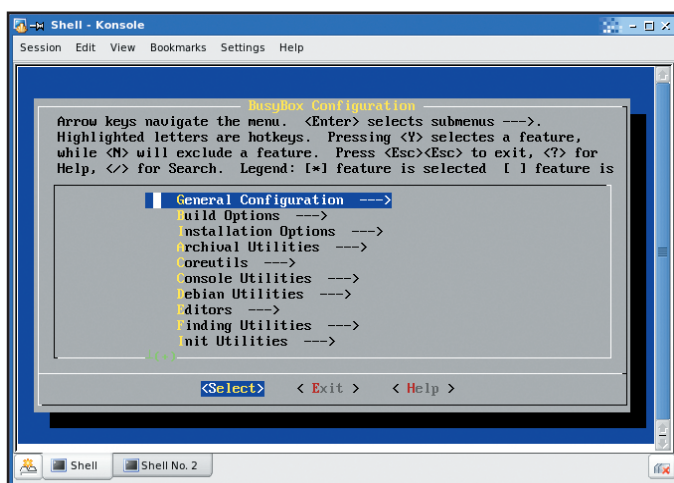 Shell - Konsole
Session Edit View Bookmarks Settings Help
BusyBox Configuration
Arrow keys navigate the menu. <Enter> selects submenus --->.
Highlighted letters are hotkeys. Pressing <Y> selectes a feature,
while <N> will exclude a feature. Press <Esc><Esc> to exit, <?> for
Help, </> for Search. Legend: [*] feature is selected [ ] feature is
General Configuration --->
Build Options --->
Installation Options --->
Archival Utilities --->
Coreutils --->
Console Utilities --->
Debian Utilities --->
Editors --->
Finding Utilities --->
Init Utilities --->
<Select> < Exit > < Help >
Shell Shell No. 2